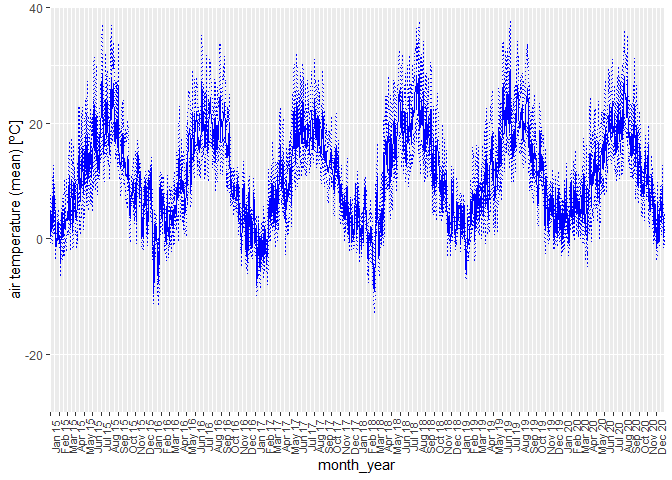 40
20
0
-20
air temperature (mean) [ºC]
Jan 15
Feb 15
Mar 15
Apr 15
May 15
Jun 15
Jul 15
Aug 15
Sep 15
Oct 15
Nov 15
Dec 15
Jan 16
Feb 16
Mar 16
Apr 16
May 16
Jun 16
Jul 16
Aug 16
Sep 16
Oct 16
Nov 16
Dec 16
Jan 17
Feb 17
Mar 17
Apr 17
May 17
Jun 17
Jul 17
Aug 17
Sep 17
Oct 17
Nov 17
Dec 17
Jan 18
Feb 18
Mar 18
Apr 18
May 18
Jun 18
Jul 18
Aug 18
Sep 18
Oct 18
Nov 18
Dec 18
Jan 19
Feb 19
Mar 19
Apr 19
May 19
Jun 19
Jul 19
Aug 19
Sep 19
Oct 19
Nov 19
Dec 19
Jan 20
Feb 20
Mar 20
Apr 20
May 20
Jun 20
Jul 20
Aug 20
Sep 20
Oct 20
Nov 20
Dec 20
month_year